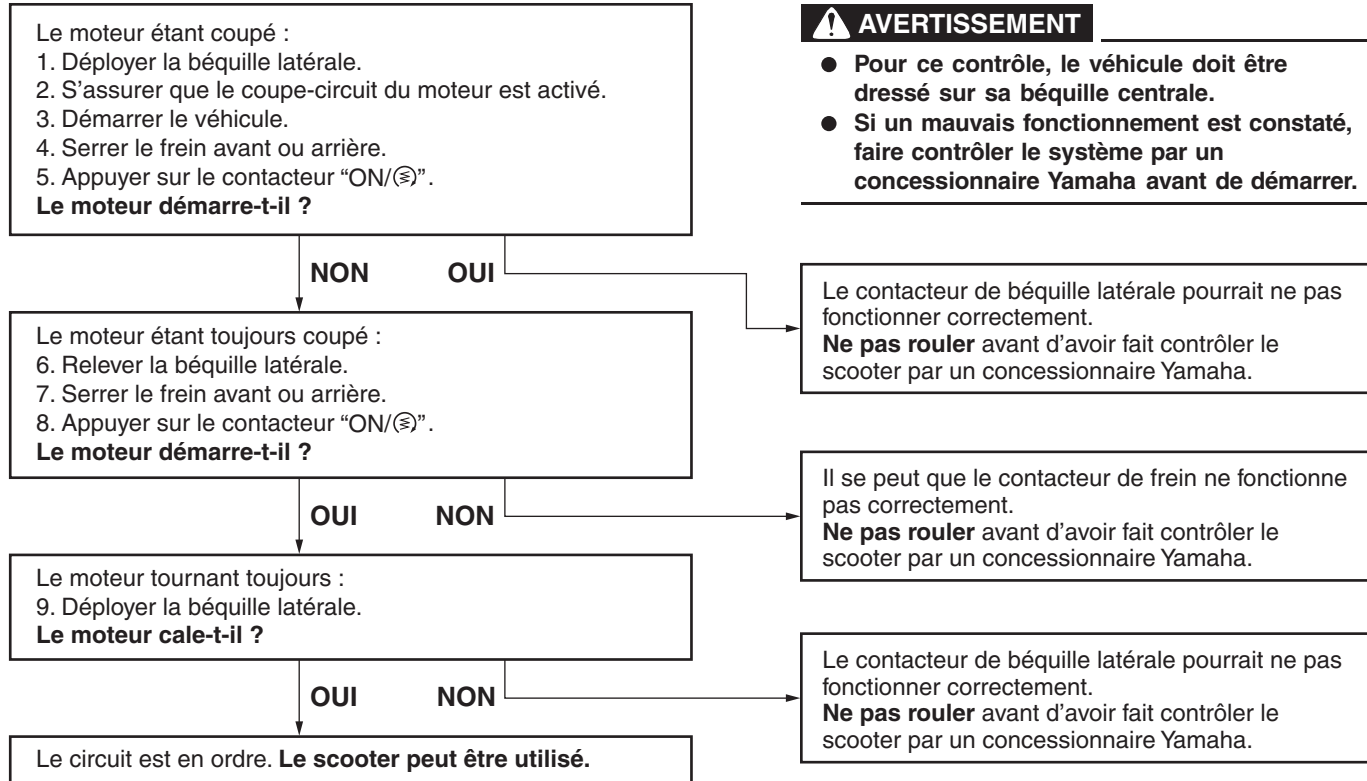 Le moteur étant coupé :
1. Déployer la béquille latérale.
2. S'assurer que le coupe-circuit du moteur est activé.
3. Démarrer le véhicule.
4. Serrer le frein avant ou arrière.
5. Appuyer sur le contacteur “ON/”.
Le moteur démarre-t-il ?
AVERTISSEMENT
● Pour ce contrôle, le véhicule doit être
dressé sur sa béquille centrale.
● Si un mauvais fonctionnement est constaté,
faire contrôler le système par un
concessionnaire Yamaha avant de démarrer.
NON OUI
Le contacteur de béquille latérale pourrait ne pas
fonctionner correctement.
Ne pas rouler avant d'avoir fait contrôler le
scooter par un concessionnaire Yamaha.
Le moteur étant toujours coupé :
6. Relever la béquille latérale.
7. Serrer le frein avant ou arrière.
8. Appuyer sur le contacteur “ON/”.
Le moteur démarre-t-il ?
OUI NON
Il se peut que le contacteur de frein ne fonctionne
pas correctement.
Ne pas rouler avant d'avoir fait contrôler le
scooter par un concessionnaire Yamaha.
Le moteur tournant toujours :
9. Déployer la béquille latérale.
Le moteur cale-t-il ?
OUI NON
Le contacteur de béquille latérale pourrait ne pas
fonctionner correctement.
Ne pas rouler avant d'avoir fait contrôler le
scooter par un concessionnaire Yamaha.
Le circuit est en ordre. Le scooter peut être utilisé.